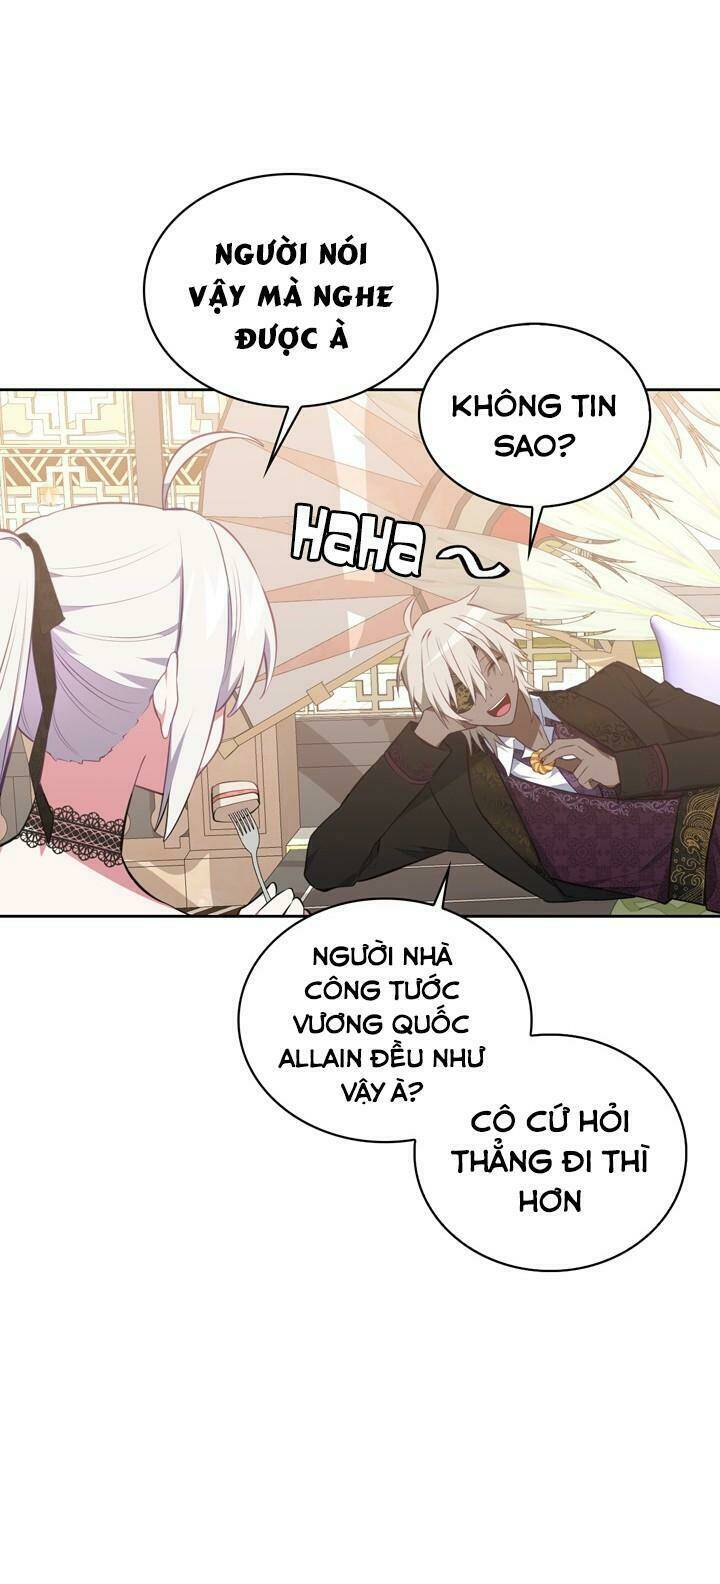 NGƯỜI NÓI
VẬY MÀ NGHE
ĐƯỢC À
KHÔNG TIN
SAO?
HAHA~
NGƯỜI NHÀ
CÔNG TƯỚC
VƯƠNG QUỐC
ALLAIN ĐỀU NHƯ
VẬY À?
CÔ CỨ HỎI
THẲNG ĐI THÌ
HƠN